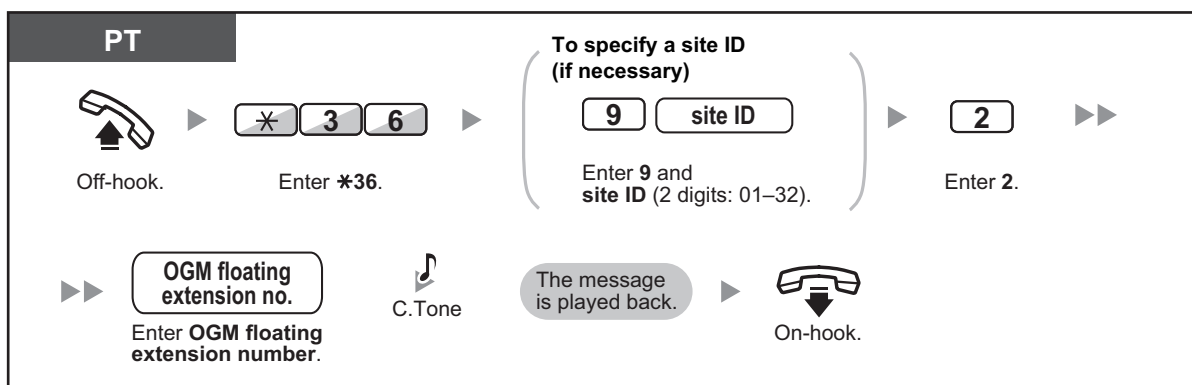 PT
To specify a site ID
(if necessary)
✳ 3 6
9 site ID
2
Off-hook.
Enter ✳36.
Enter 9 and
site ID (2 digits: 01–32).
Enter 2.
OGM floating
extension no.
Enter OGM floating
extension number.
C.Tone
The message
is played back.
On-hook.